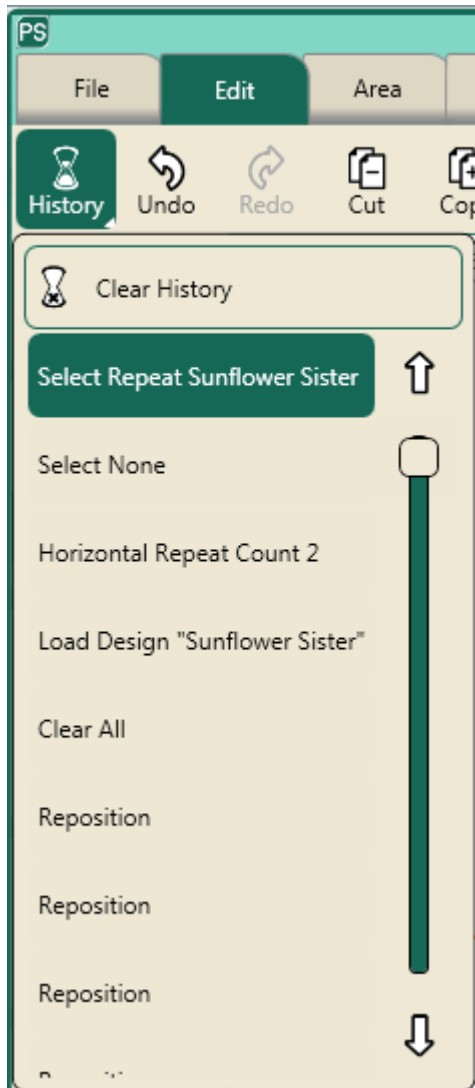 PS
File Edit Area
History Undo Redo Cut
Clear History
Select Repeat Sunflower Sister
Select None
Horizontal Repeat Count 2
Load Design "Sunflower Sister"
Clear All
Reposition
Reposition
Reposition